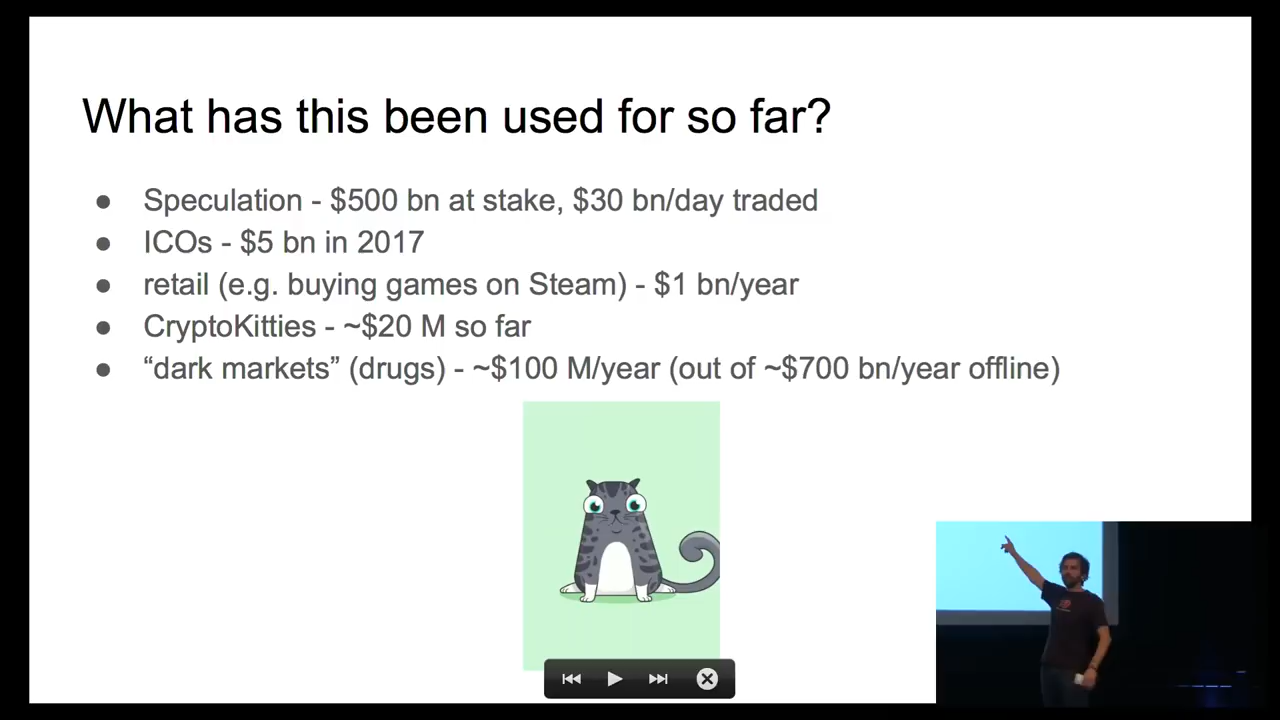 What has this been used for so far?
● Speculation - $500 bn at stake, $30 bn/day traded
● ICOs - $5 bn in 2017
● retail (e.g. buying games on Steam) - $1 bn/year
● CryptoKitties - ~$20 M so far
● “dark markets” (drugs) - ~$100 M/year (out of ~$700 bn/year offline)